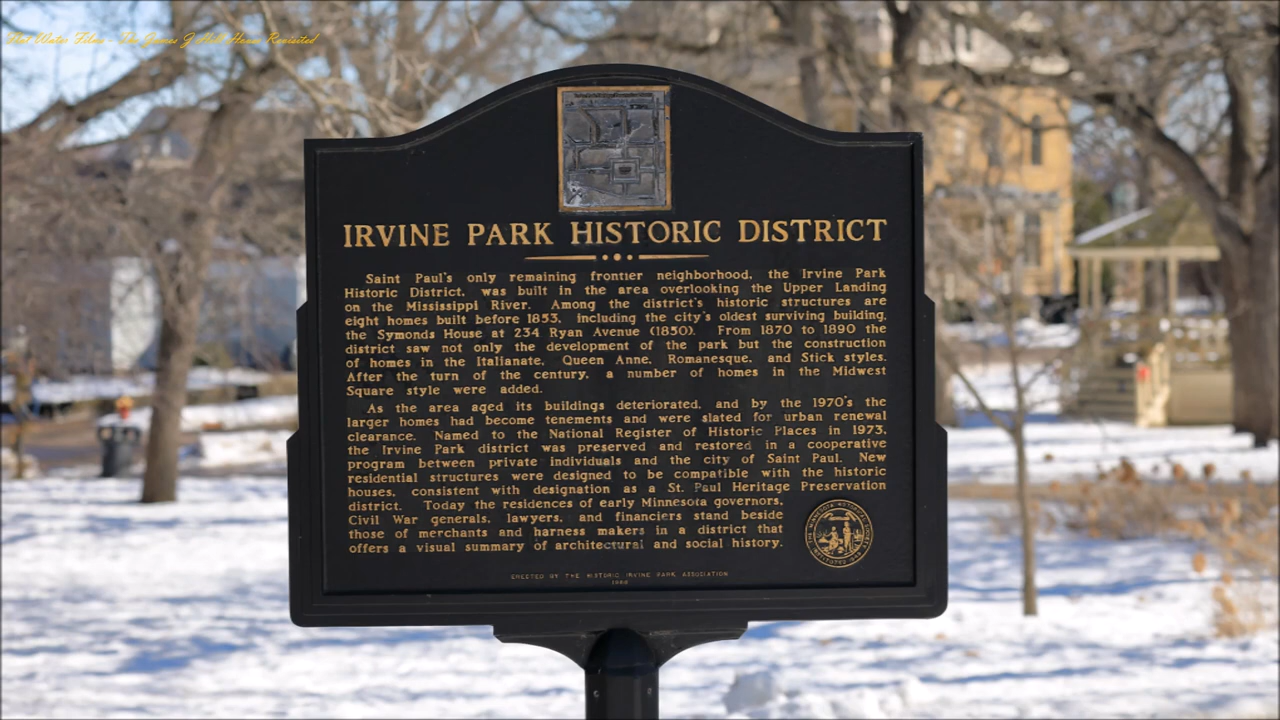 That Water Films - The James J Hill House Revisited
IRVINE PARK HISTORIC DISTRICT
Saint Paul's only remaining frontier neighborhood, the Irvine Park
Historic District, was built in the area overlooking the Upper Landing
on the Mississippi River. Among the district's historic structures are
eight homes built before 1853, including the city's oldest surviving building,
the Symonds House at 234 Ryan Avenue (1850). From 1870 to 1890 the
district saw not only the development of the park but the construction
of homes in the Italianate, Queen Anne, Romanesque, and Stick styles.
After the turn of the century, a number of homes in the Midwest
Square style were added.
As the area aged its buildings deteriorated, and by the 1970's the
larger homes had become tenements and were slated for urban renewal
clearance. Named to the National Register of Historic Places in 1973,
the Irvine Park district was preserved and restored in a cooperative
program between private individuals and the city of Saint Paul. New
residential structures were designed to be compatible with the historic
houses, consistent with designation as a St. Paul Heritage Preservation
district. Today the residences of early Minnesota governors,
Civil War generals, lawyers, and financiers stand beside
those of merchants and harness makers in a district that
offers a visual summary of architectural and social history.
ERECTED BY THE HISTORIC IRVINE PARK ASSOCIATION